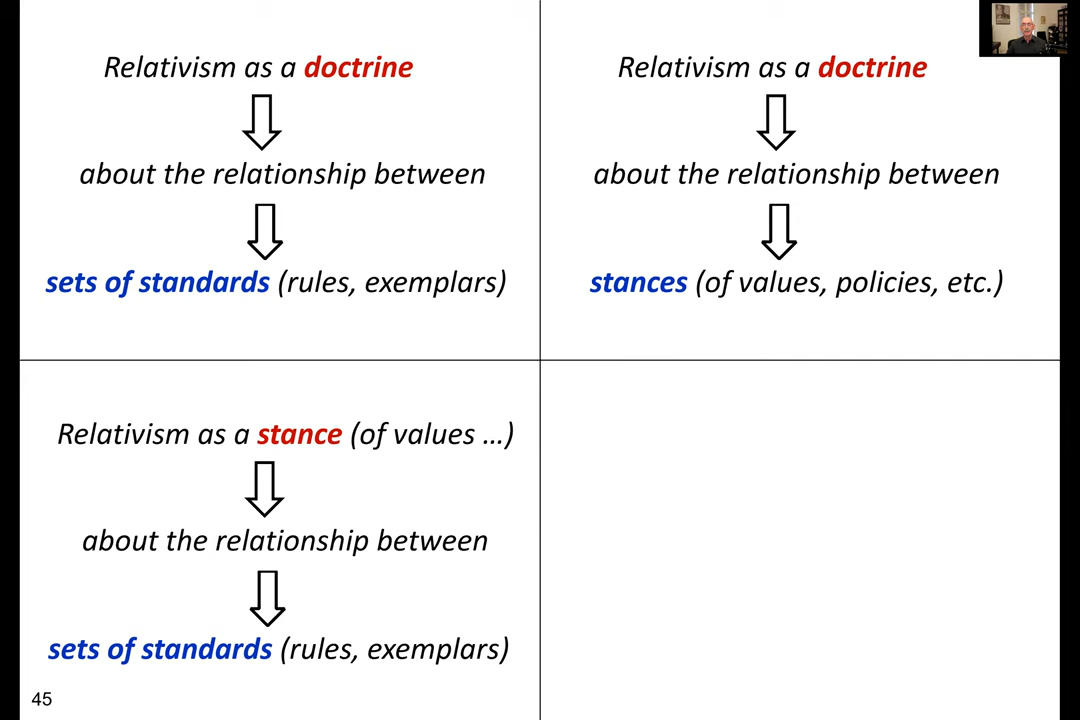 Relativism as a doctrine
about the relationship between
sets of standards (rules, exemplars)
Relativism as a doctrine
about the relationship between
stances (of values, policies, etc.)
Relativism as a stance (of values …)
about the relationship between
sets of standards (rules, exemplars)
45